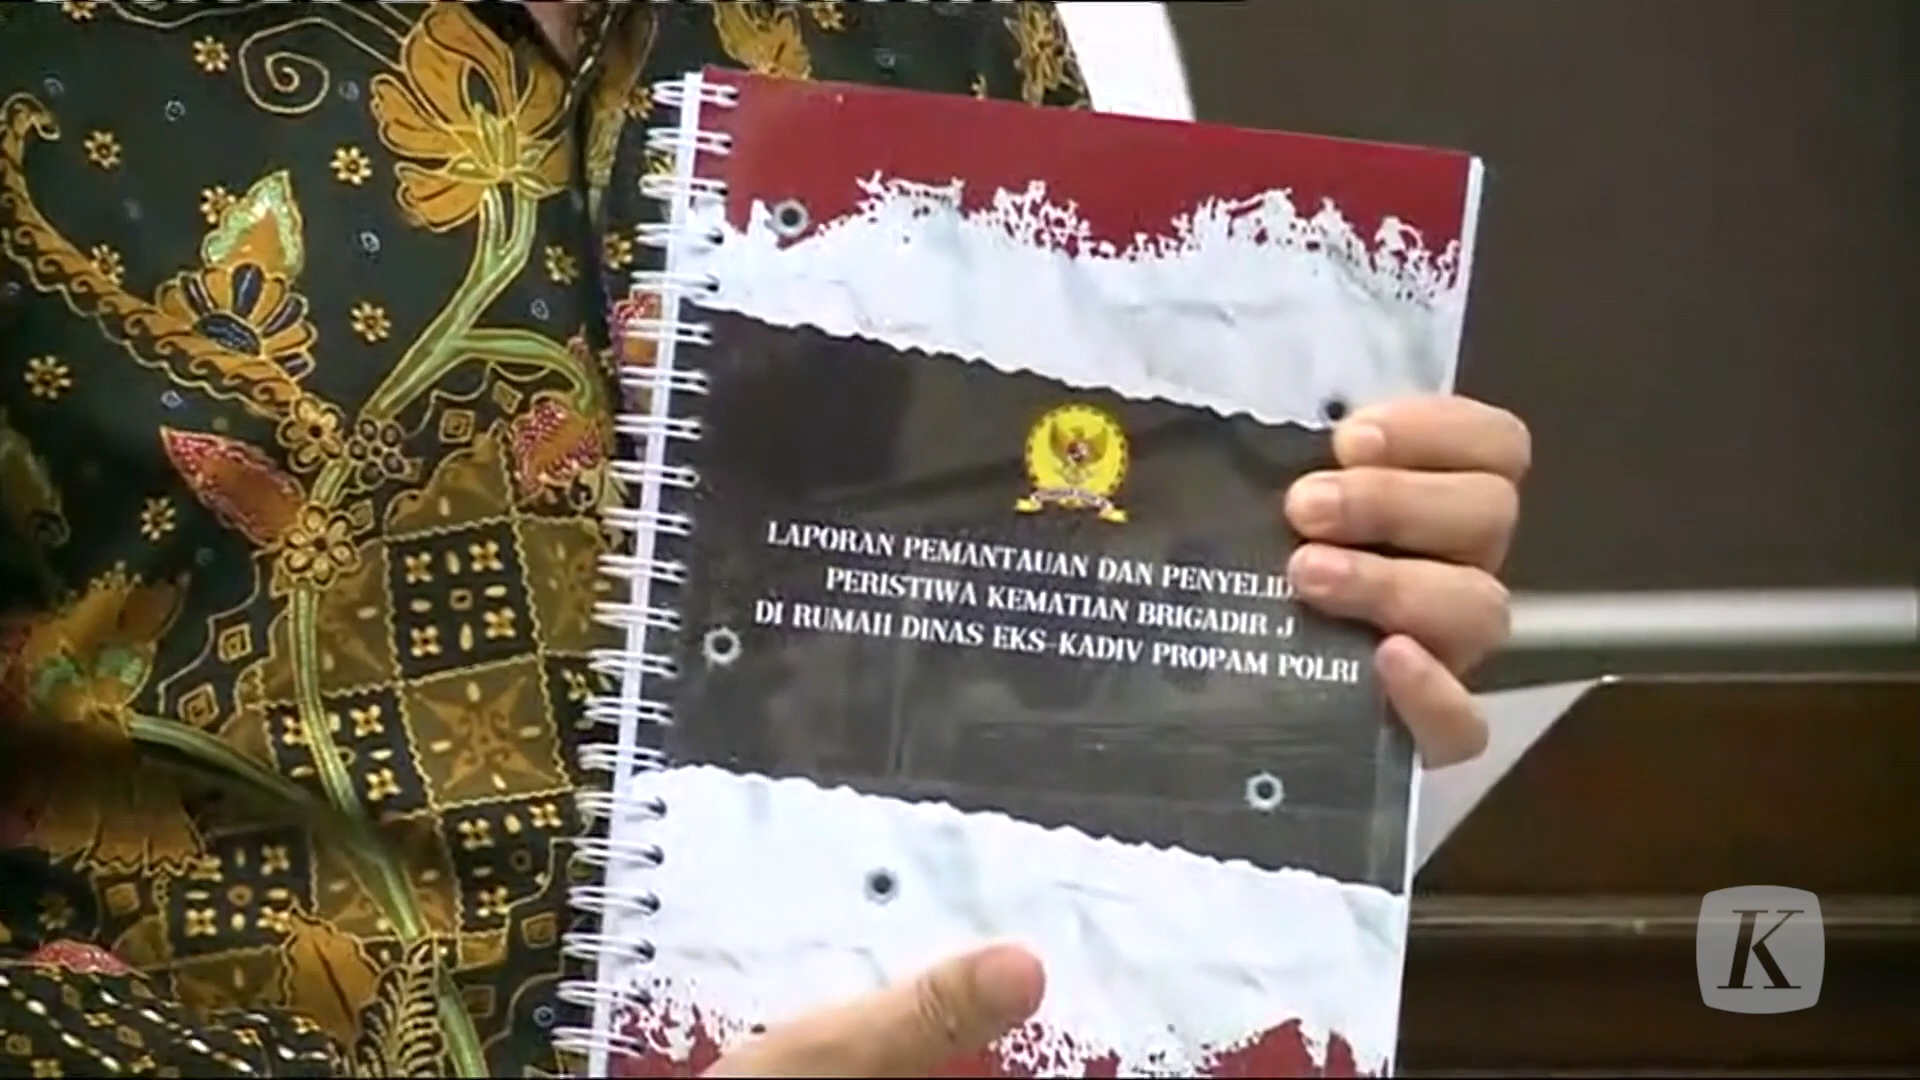 LAPORAN PEMANTAUAN DAN PENYELID
PERISTIWA KEMATIAN BRIGADIR J
DI RUMAH DINAS EKS-KADIV PROPAM POLRI
K